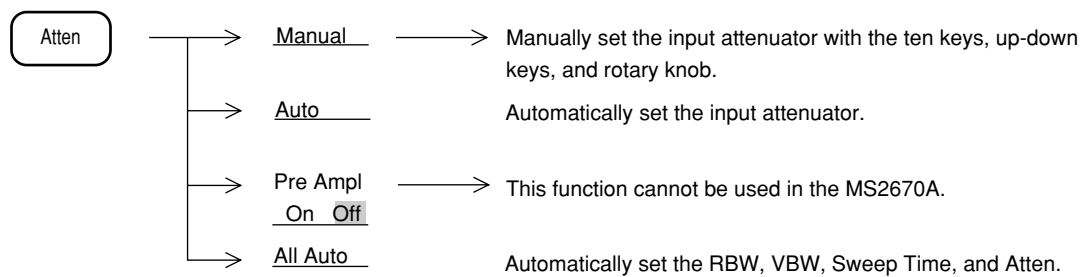 Atten
Manual
Manually set the input attenuator with the ten keys, up-down
keys, and rotary knob.
Auto
Automatically set the input attenuator.
Pre Ampl
On Off
This function cannot be used in the MS2670A.
All Auto
Automatically set the RBW, VBW, Sweep Time, and Atten.